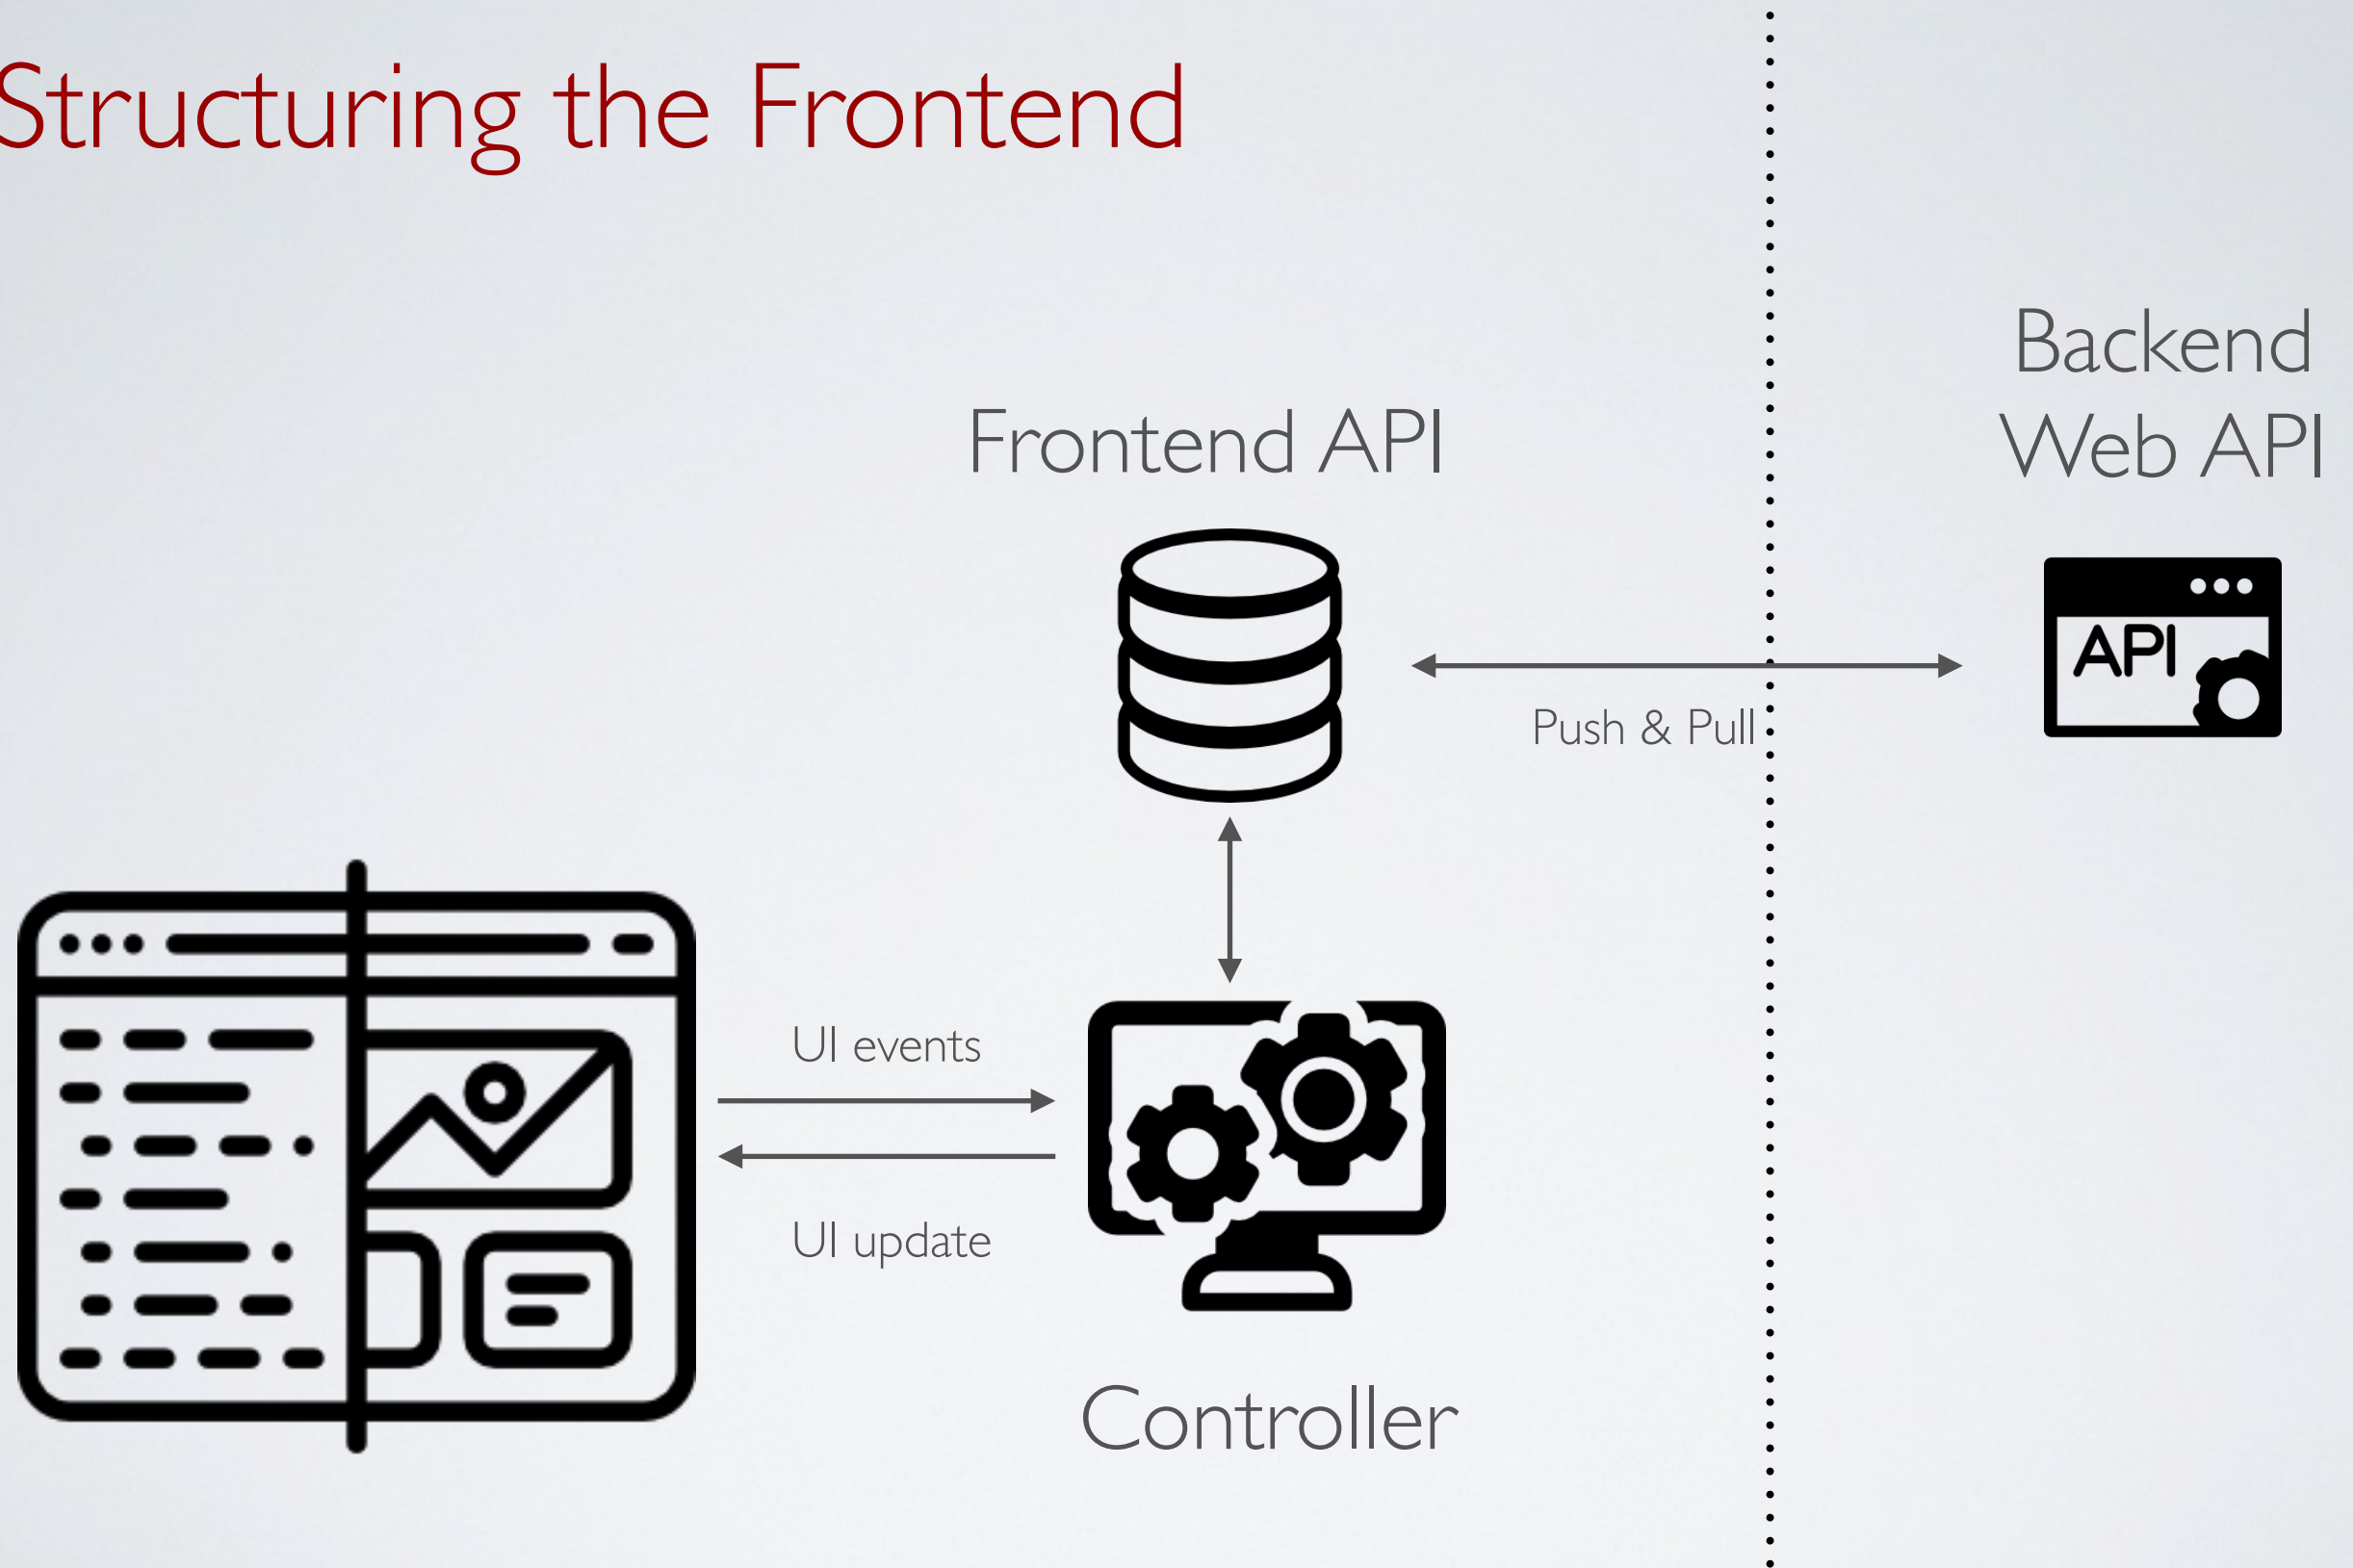 Structuring the Frontend
Backend
Web API
Frontend API
API
Push & Pull
UI events
UI update
Controller